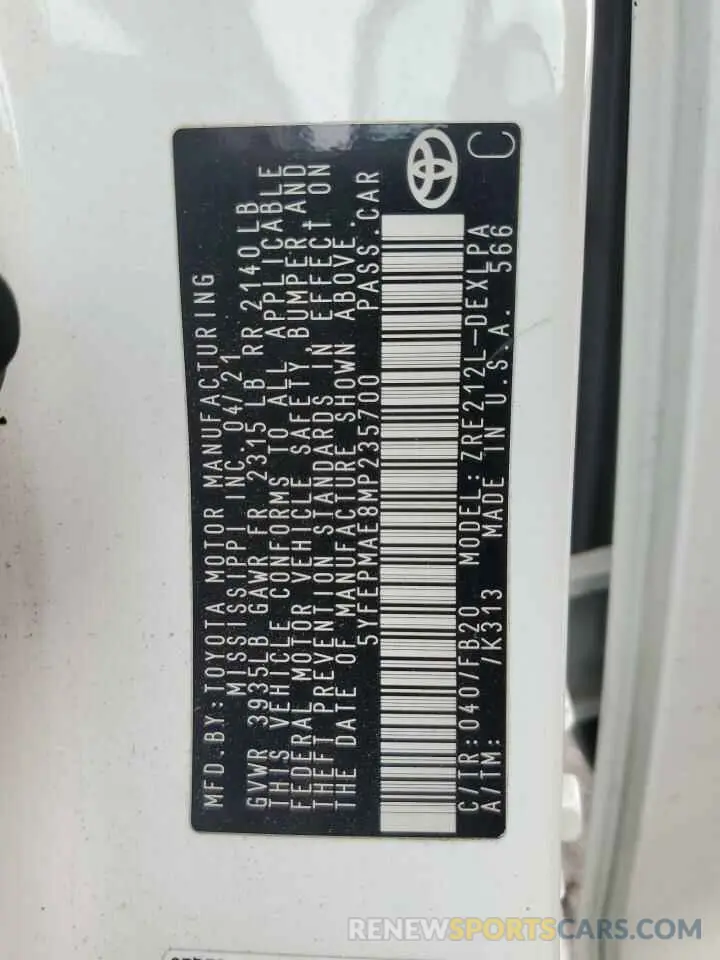 MFD.BY:TOYOTA MOTOR MANUFACTURING
MISSISSIPPI INC.04/21
GVWR 3935LB GAWR FR 2315 LB RR 2140LB
THIS VEHICLE CONFORMS TO ALL APPLICABLE
FEDERAL MOTOR VEHICLE SAFETY, BUMPER AND
THEFT PREVENTION STANDARDS IN EFFECT ON
THE DATE OF MANUFACTURE SHOWN ABOVE.
5YFEPMAE8MP235700 PASS.CAR
C/TR:040/FB20 MODEL:ZRE212L-DEXLPA
A/TM: /K313 MADE IN U.S.A. 566
C
RENEWSPORTSCARS.COM